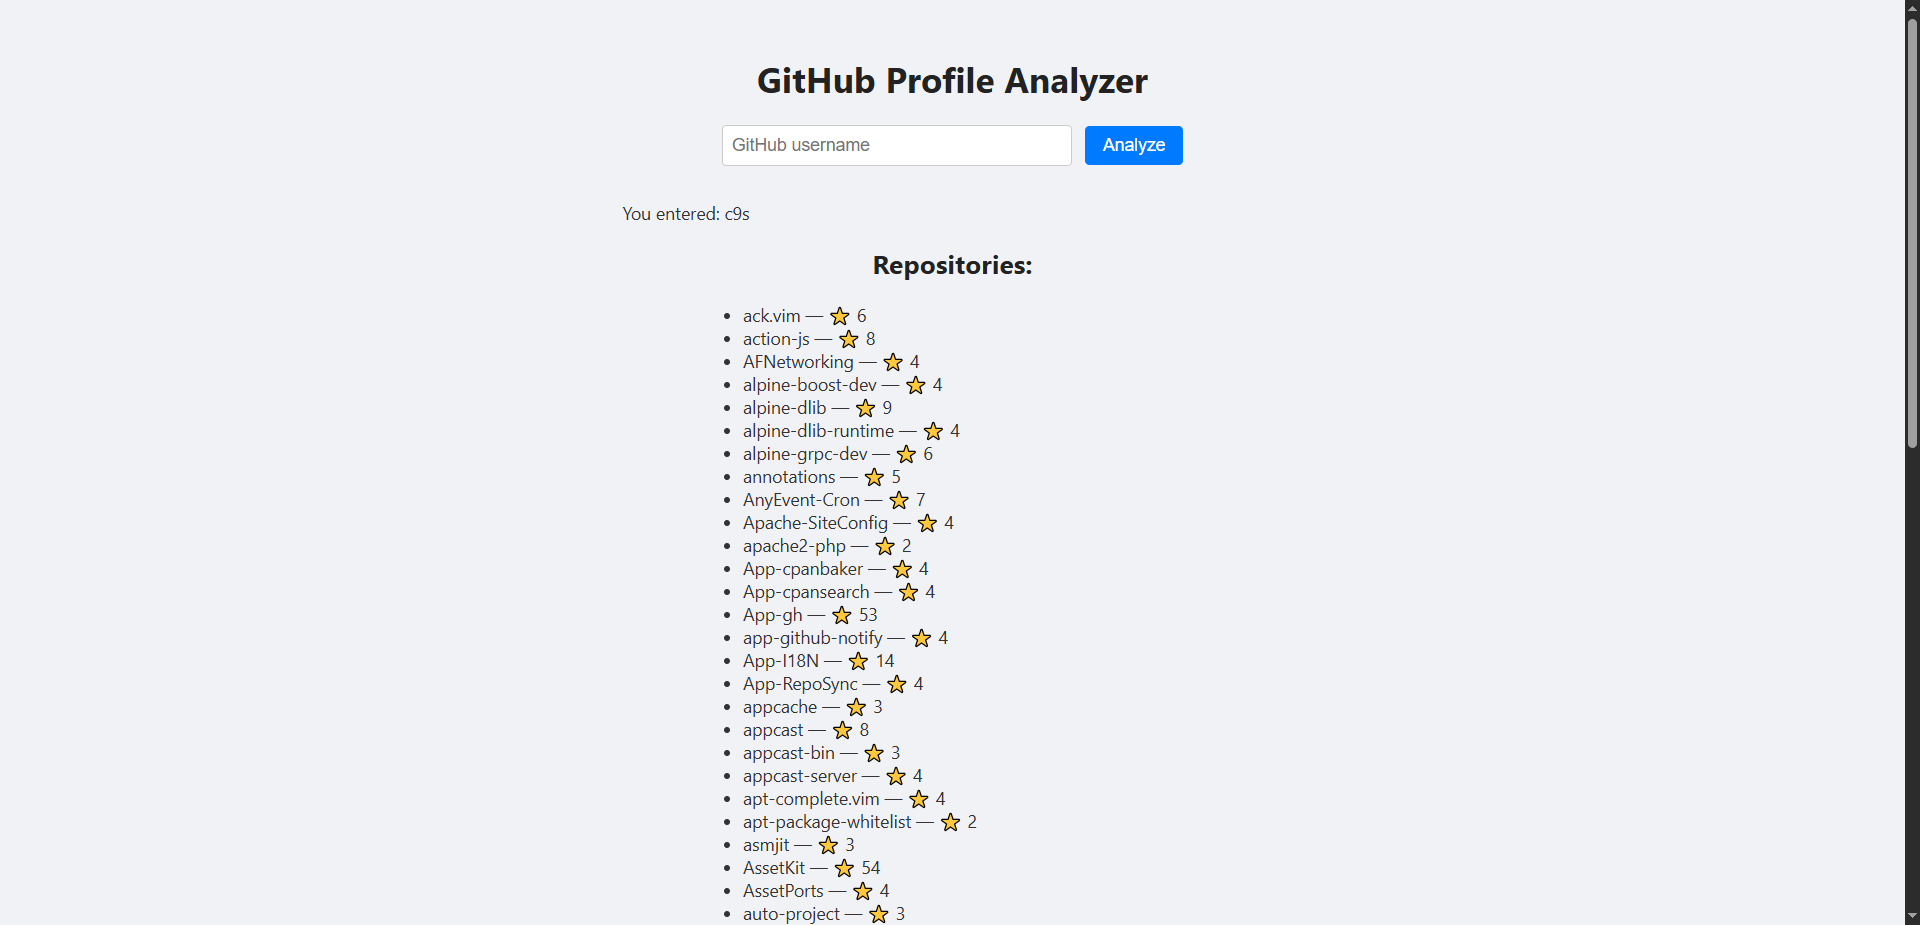 GitHub Profile Analyzer
GitHub username
Analyze
You entered: c9s
Repositories:
• ack.vim — ⭐ 6
• action-js — ⭐ 8
• AFNetworking — ⭐ 4
• alpine-boost-dev — ⭐ 4
• alpine-dlib — ⭐ 9
• alpine-dlib-runtime — ⭐ 4
• alpine-grpc-dev — ⭐ 6
• annotations — ⭐ 5
• AnyEvent-Cron — ⭐ 7
• Apache-SiteConfig — ⭐ 4
• apache2-php — ⭐ 2
• App-cpanbaker — ⭐ 4
• App-cpansearch — ⭐ 4
• App-gh — ⭐ 53
• app-github-notify — ⭐ 4
• App-I18N — ⭐ 14
• App-RepoSync — ⭐ 4
• appcache — ⭐ 3
• appcast — ⭐ 8
• appcast-bin — ⭐ 3
• appcast-server — ⭐ 4
• apt-complete.vim — ⭐ 4
• apt-package-whitelist — ⭐ 2
• asmjit — ⭐ 3
• AssetKit — ⭐ 54
• AssetPorts — ⭐ 4
• auto-project — ⭐ 3